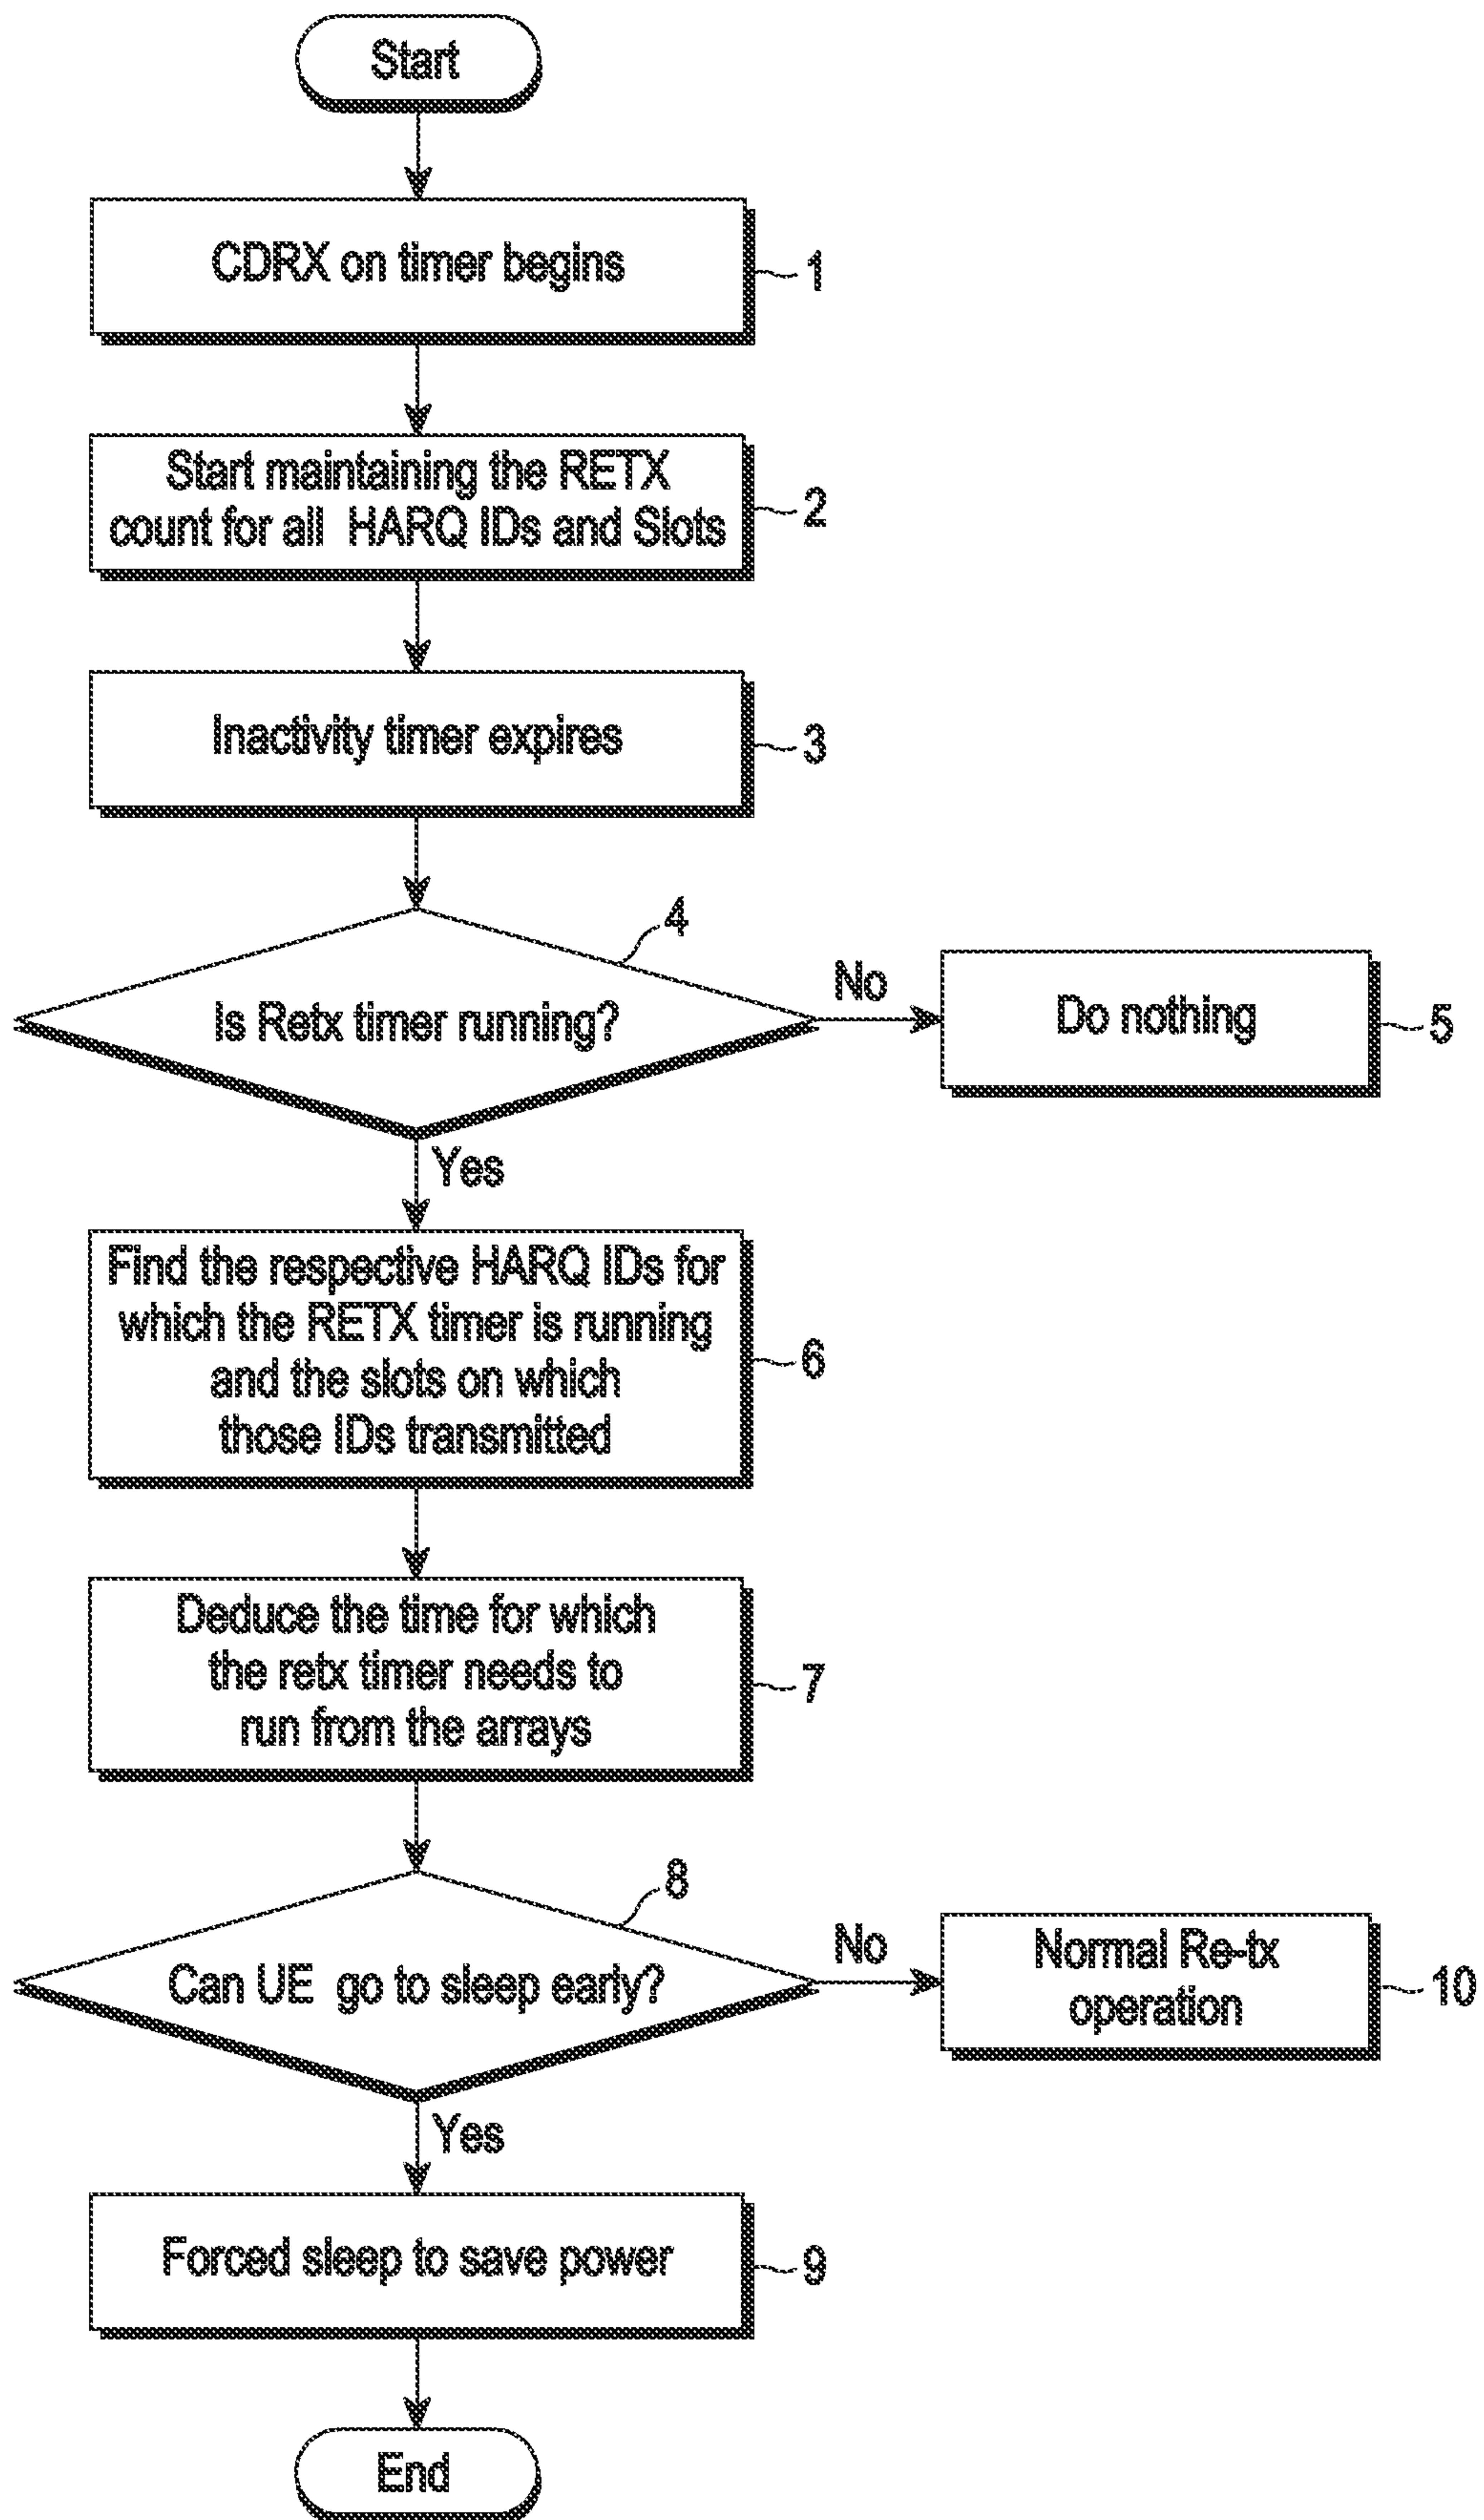 Start
CDRX on timer begins
1
Start maintaining the RETX
count for all HARQ IDs and Slots
2
Inactivity timer expires
3
4
Is Retx timer running?
No
Do nothing
5
Yes
Find the respective HARQ IDs for
which the RETX timer is running
and the slots on which
those IDs transmitted
6
Deduce the time for which
the retx timer needs to
run from the arrays
7
8
Can UE go to sleep early?
No
Normal Re-tx
operation
10
Yes
Forced sleep to save power
9
End